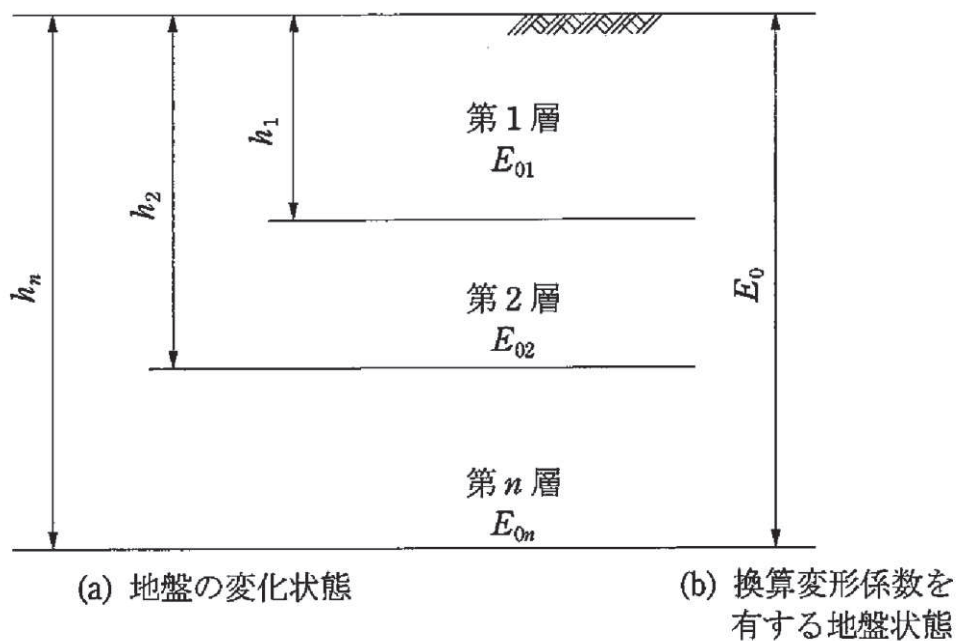 第1層
E₀₁
h₁
第2層
E₀₂
h₂
第n層
E₀ₙ
hₙ
E₀
(a) 地盤の変化状態
(b) 換算変形係数を
有する地盤状態